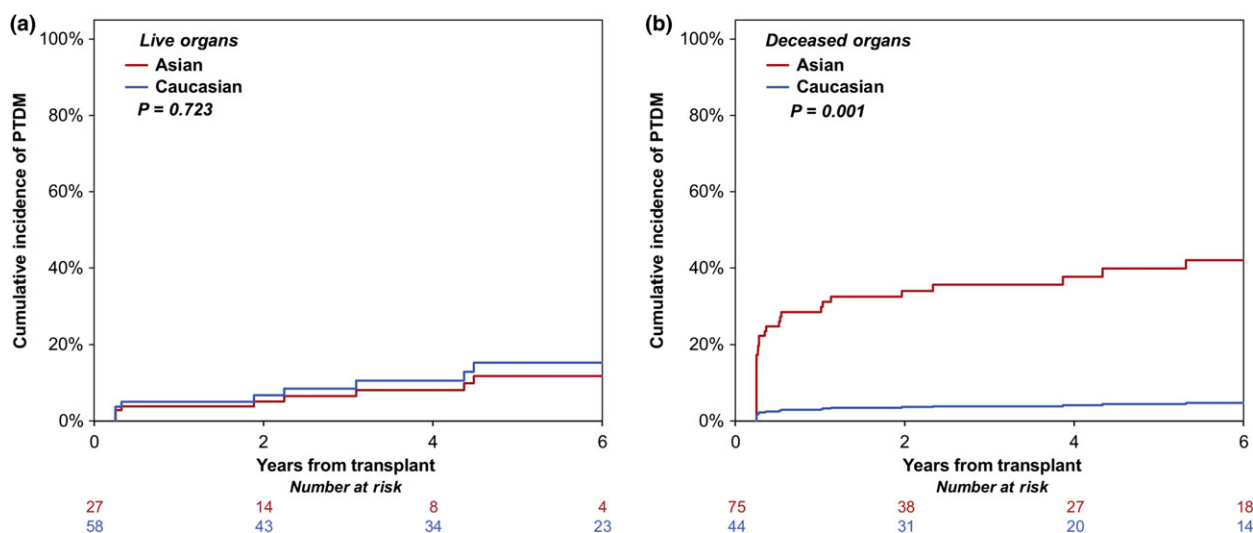 (a)
Live organs
Asian
Caucasian
P = 0.723
Cumulative incidence of PTDM
100%
80%
60%
40%
20%
0%
0 2 4 6
Years from transplant
Number at risk
27 14 8 4
58 43 34 23
(b)
Deceased organs
Asian
Caucasian
P = 0.001
Cumulative incidence of PTDM
100%
80%
60%
40%
20%
0%
0 2 4 6
Years from transplant
Number at risk
75 38 27 18
44 31 20 14